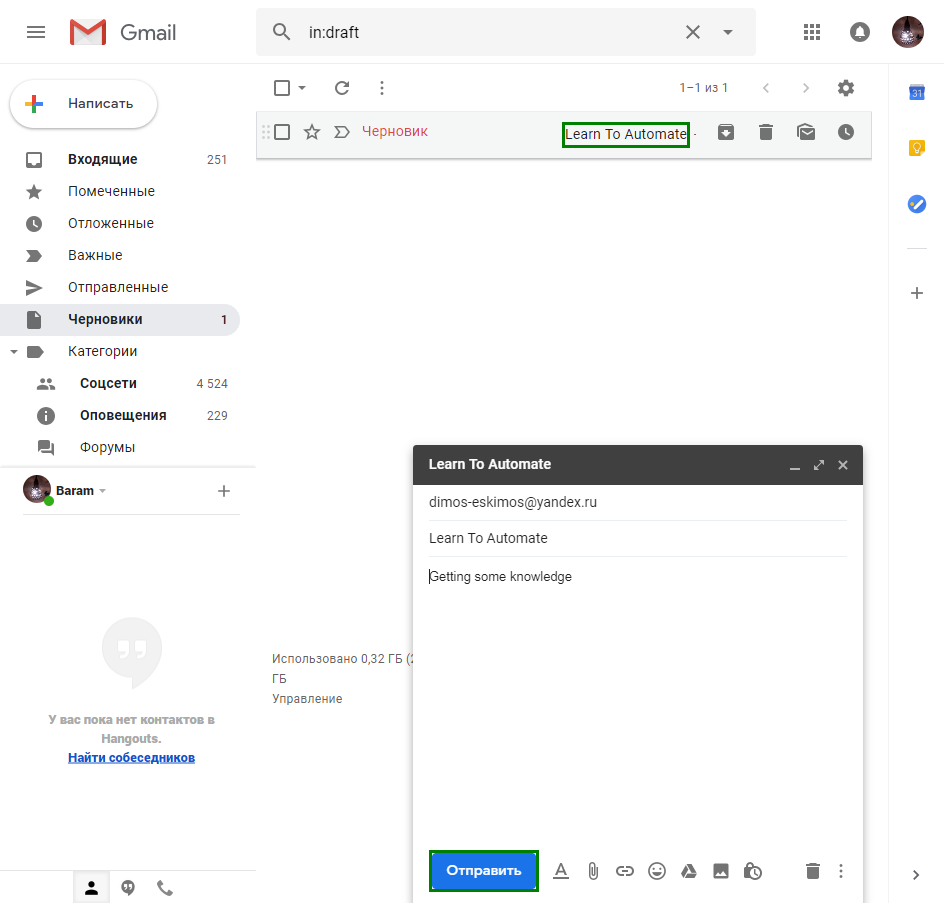 Gmail
in:draft
Написать
1–1 из 1
31
Черновик
Learn To Automate -
Входящие 251
Помеченные
Отложенные
Важные
Отправленные
Черновики 1
Категории
Соцсети 4 524
Оповещения 229
Форумы
Baram
У вас пока нет контактов в
Hangouts.
Найти собеседников
Использовано 0,32 ГБ (2
ГБ
Управление
Learn To Automate
dimos-eskimos@yandex.ru
Learn To Automate
Getting some knowledge
Отправить